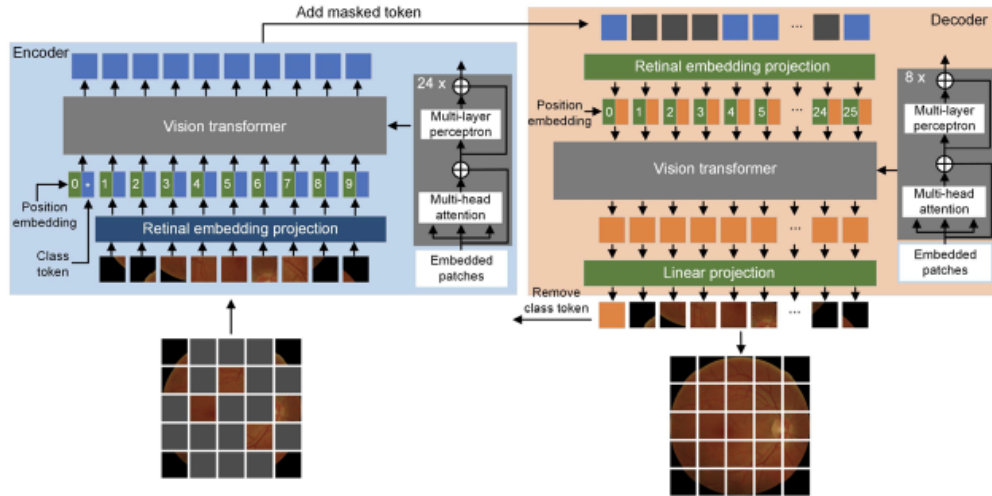 Add masked token
Encoder
Vision transformer
0 * 1 2 3 4 5 6 7 8 9
Position
embedding
Class
token
Retinal embedding projection
24 x
Multi-layer
perceptron
Multi-head
attention
Embedded
patches
Decoder
...
Retinal embedding projection
Position
embedding
0 1 2 3 4 5 ... 24 25
Vision transformer
...
Linear projection
Remove
class token
...
8 x
Multi-layer
perceptron
Multi-head
attention
Embedded
patches